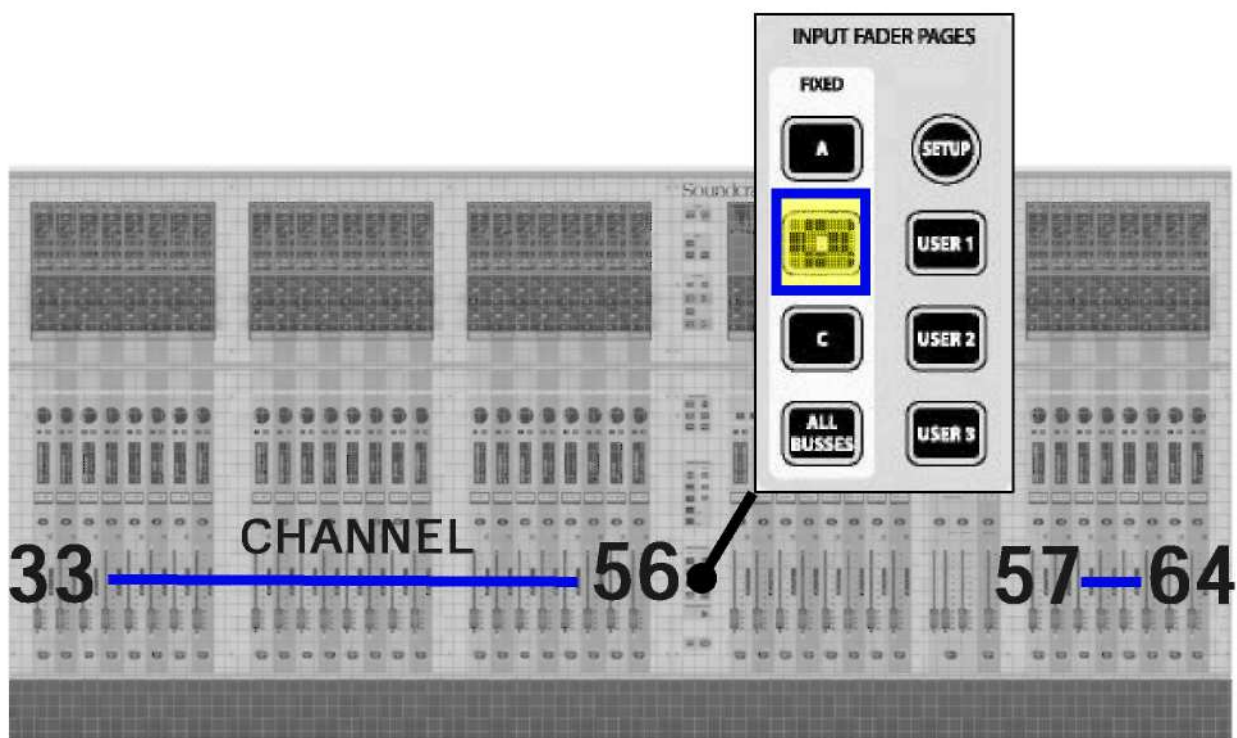 INPUT FADER PAGES
FIXED
A
SETUP
USER 1
C
USER 2
ALL
BUSSES
USER 3
CHANNEL
33
56
57
64